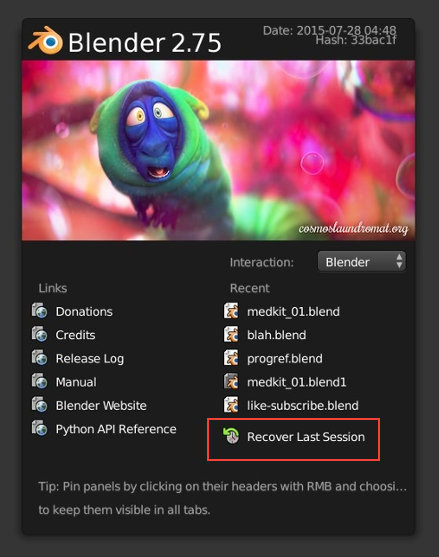 Blender 2.75
Date: 2015-07-28 04:48
Hash: 33bac1f
cosmoslaundromat.org
Interaction: Blender
Links
Donations
Credits
Release Log
Manual
Blender Website
Python API Reference
Recent
medkit_01.blend
blah.blend
progref.blend
medkit_01.blend1
like-subscribe.blend
Recover Last Session
Tip: Pin panels by clicking on their headers with RMB and choosi...
to keep them visible in all tabs.